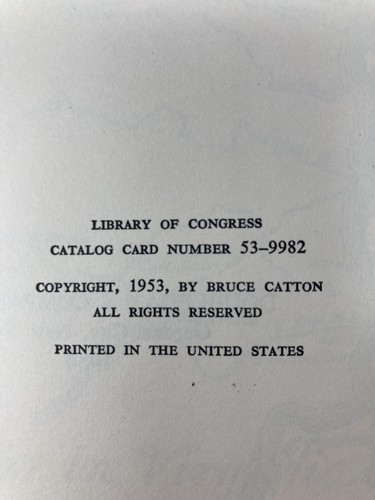 LIBRARY OF CONGRESS
CATALOG CARD NUMBER 53–9982
COPYRIGHT, 1953, BY BRUCE CATTON
ALL RIGHTS RESERVED
PRINTED IN THE UNITED STATES